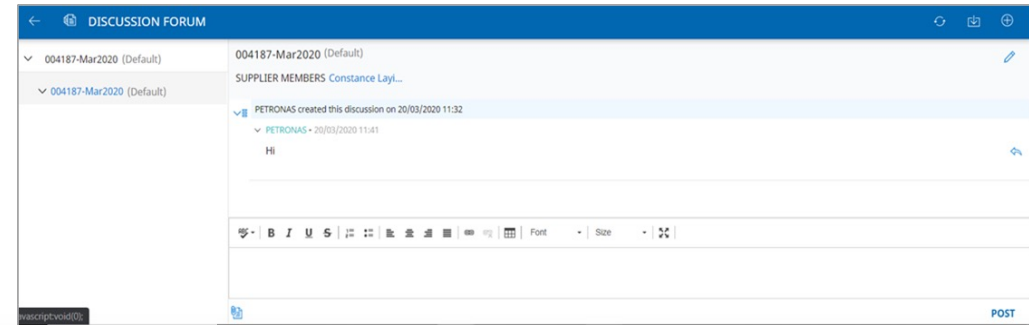 DISCUSSION FORUM
004187-Mar2020 (Default)
004187-Mar2020 (Default)
004187-Mar2020 (Default)
SUPPLIER MEMBERS Constance Layi...
PETRONAS created this discussion on 20/03/2020 11:32
PETRONAS • 20/03/2020 11:41
Hi
B I U S Font Size
POST
avascript:void(0);